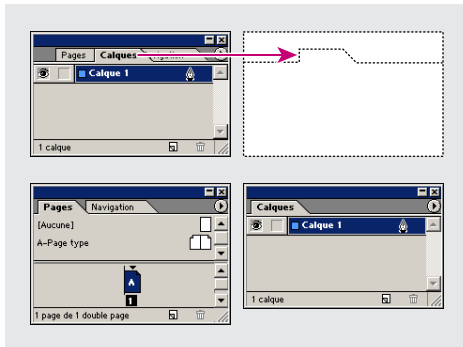 Pages Calques Navigation
Calque 1
1 calque
Pages Navigation
[Aucune]
A-Page type
A
1
1 page de 1 double page
Calques
Calque 1
1 calque